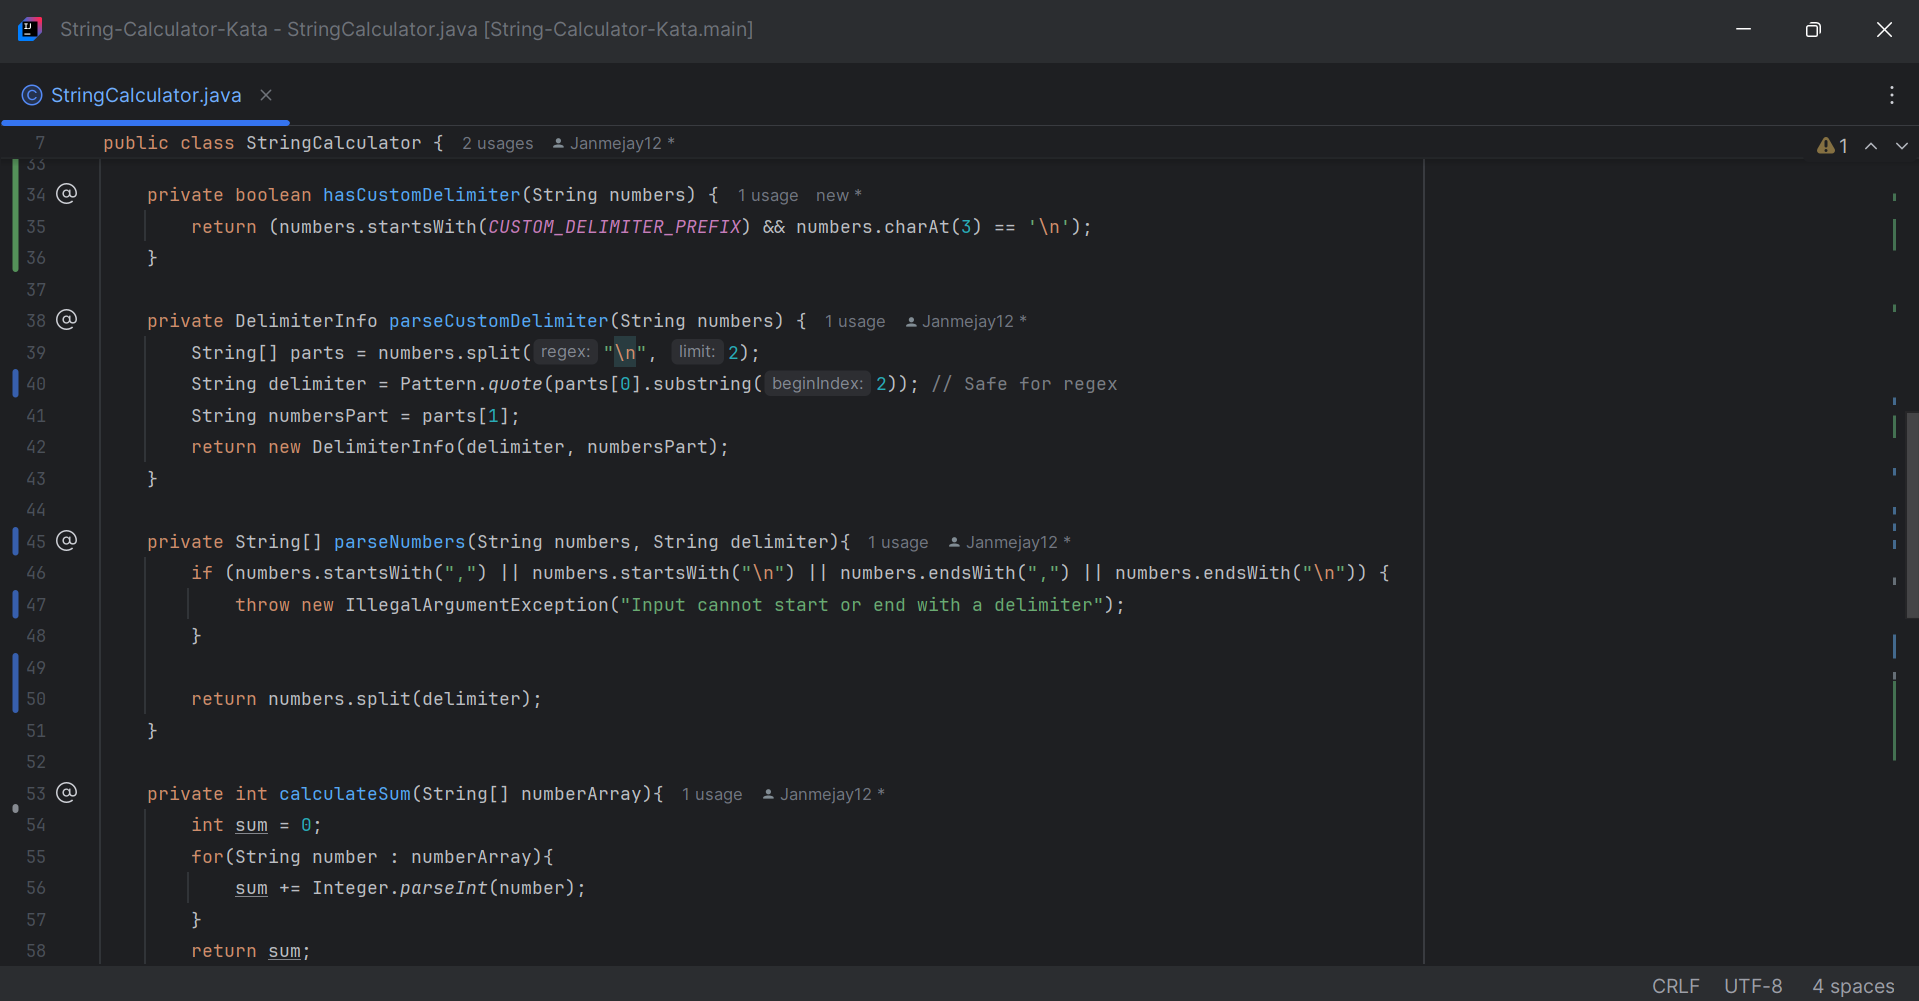 String-Calculator-Kata - StringCalculator.java [String-Calculator-Kata.main]
StringCalculator.java
7 public class StringCalculator { 2 usages Janmejay12 *
1
33
34 @ private boolean hasCustomDelimiter(String numbers) { 1 usage new *
35 return (numbers.startsWith(CUSTOM_DELIMITER_PREFIX) && numbers.charAt(3) == '\n');
36 }
37
38 @ private DelimiterInfo parseCustomDelimiter(String numbers) { 1 usage Janmejay12 *
39 String[] parts = numbers.split( regex: "\n", limit: 2);
40 String delimiter = Pattern.quote(parts[0].substring( beginIndex: 2)); // Safe for regex
41 String numbersPart = parts[1];
42 return new DelimiterInfo(delimiter, numbersPart);
43 }
44
45 @ private String[] parseNumbers(String numbers, String delimiter){ 1 usage Janmejay12 *
46 if (numbers.startsWith(",") || numbers.startsWith("\n") || numbers.endsWith(",") || numbers.endsWith("\n")) {
47 throw new IllegalArgumentException("Input cannot start or end with a delimiter");
48 }
49
50 return numbers.split(delimiter);
51 }
52
53 @ private int calculateSum(String[] numberArray){ 1 usage Janmejay12 *
54 int sum = 0;
55 for(String number : numberArray){
56 sum += Integer.parseInt(number);
57 }
58 return sum;
CRLF UTF-8 4 spaces